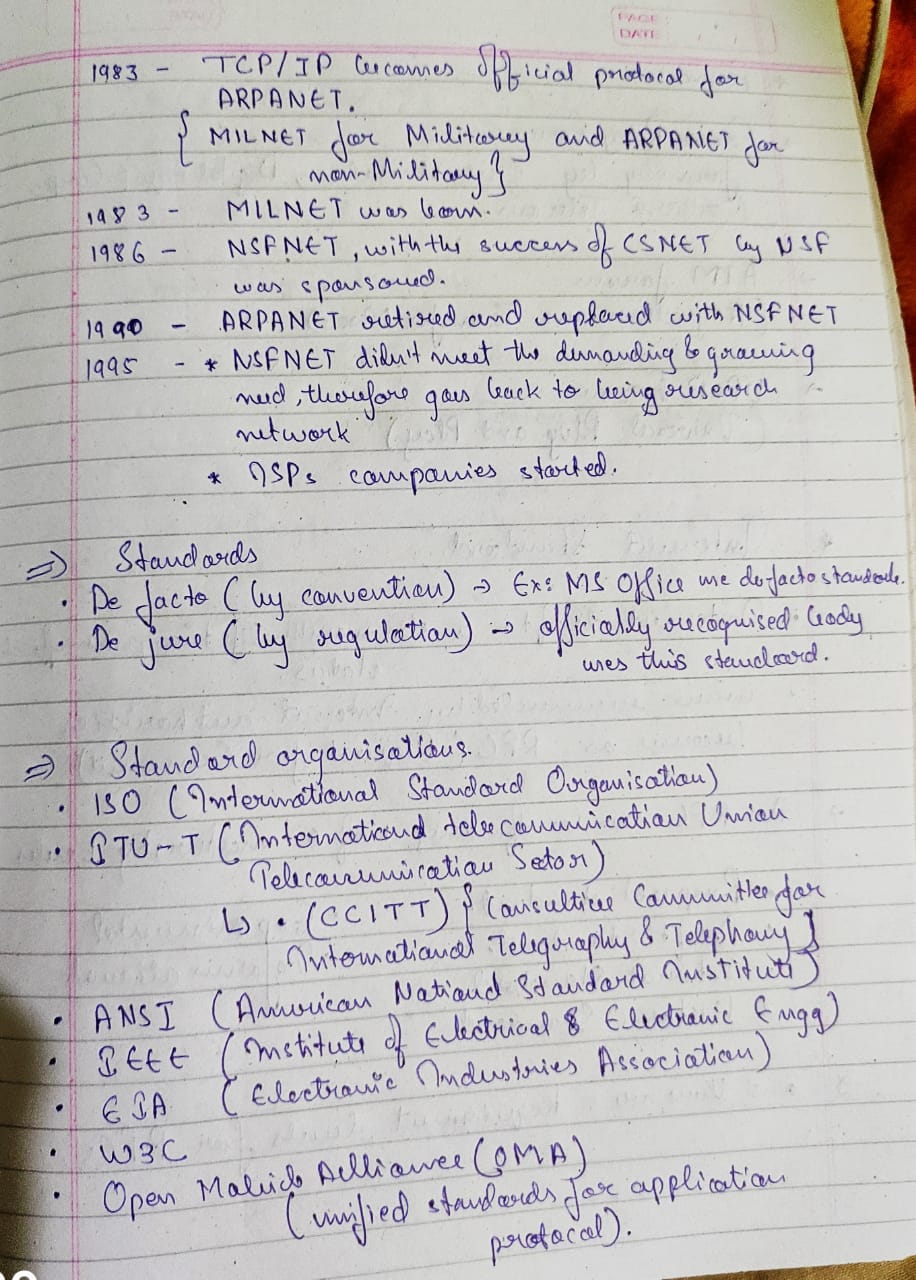 PAGE
DATE
1983 - TCP/IP becomes Official protocol for
ARPANET.
{ MILNET for Military and ARPANET for
non-Military}
1983 - MILNET was born.
1986 - NSFNET, with the success of CSNET by NSF
was sponsored.
1990 - ARPANET retired and replaced with NSFNET
1995 - * NSFNET didn't meet the demanding & growing
need, therefore goes back to being research
network
* ISPs companies started.
⇒ Standards
• De facto (by convention) → Ex: MS Office use defacto standards.
• De jure (by regulation) → officially recognised body
uses this standard.
⇒ Standard organisations.
• ISO (International Standard Organisation)
• ITU-T (International telecommunication Union
Telecommunication Setor)
↳ • (CCITT) { Consultive Committee for
International Telegraphy & Telephony}
• ANSI (American National Standard Institute)
• IEEE (Institute of Electrical & Electronic Engg)
• EIA (Electronic Industries Association)
• W3C
• Open Mobile Alliance (OMA)
(unified standards for application
protocol).